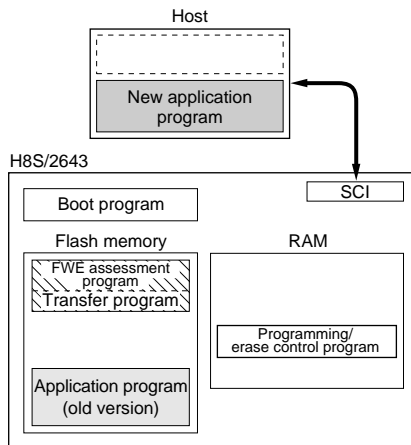 Host
New application
program
H8S/2643
SCI
Boot program
Flash memory
RAM
FWE assessment
program
Transfer program
Programming/
erase control program
Application program
(old version)